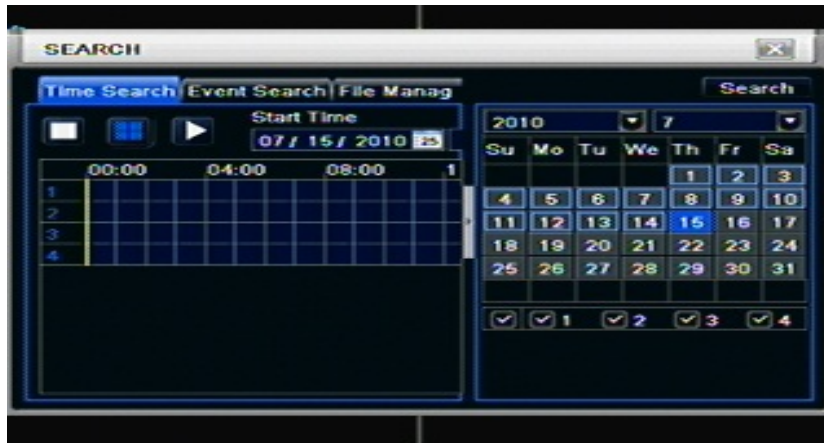 SEARCH
Time Search Event Search File Manag
Search
Start Time
07 / 15 / 2010 25
00:00 04:00 08:00 1
1
2
3
4
2010 7
Su Mo Tu We Th Fr Sa
1 2 3
4 5 6 7 8 9 10
11 12 13 14 15 16 17
18 19 20 21 22 23 24
25 26 27 28 29 30 31
1 2 3 4